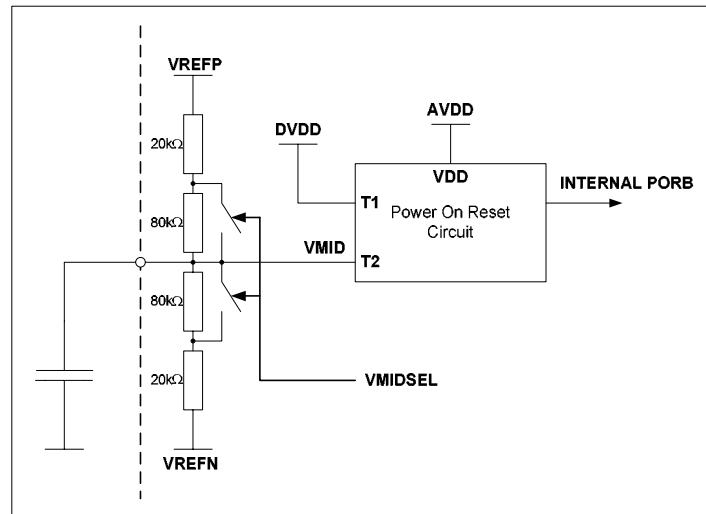 VREFP
AVDD
DVDD
20kΩ
VDD
INTERNAL PORB
T1
Power On Reset
Circuit
80kΩ
VMID
T2
80kΩ
20kΩ
VMIDSEL
VREFN